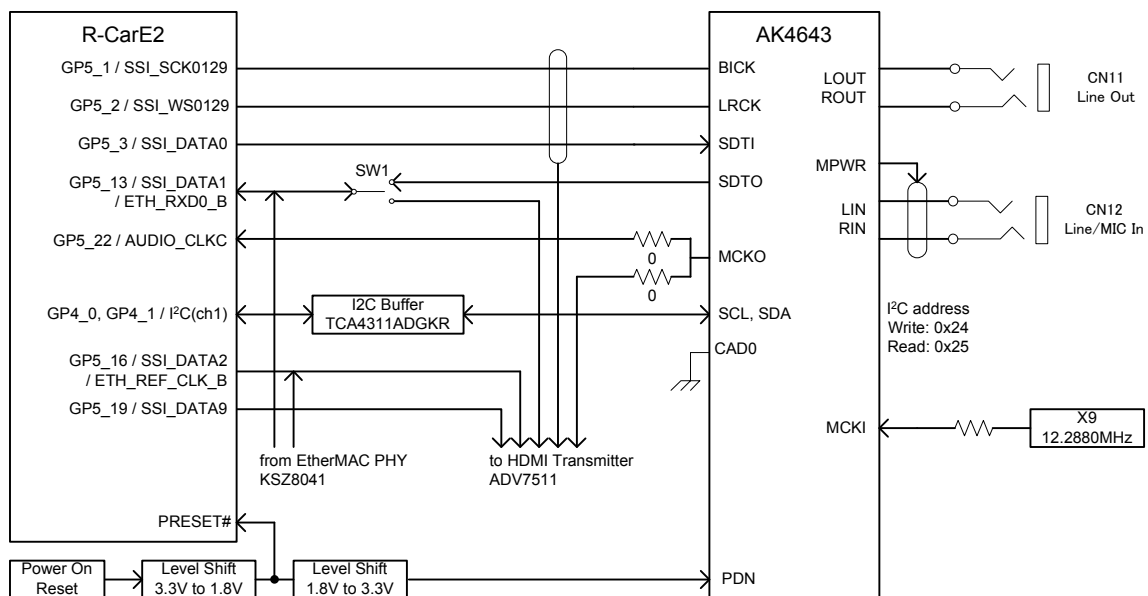 R-CarE2
AK4643
GP5_1 / SSI_SCK0129
BICK
LOUT
ROUT
CN11
Line Out
GP5_2 / SSI_WS0129
LRCK
GP5_3 / SSI_DATA0
SDTI
SW1
MPWR
GP5_13 / SSI_DATA1
/ ETH_RXD0_B
SDTO
LIN
RIN
CN12
Line/MIC In
GP5_22 / AUDIO_CLKC
0
MCKO
0
GP4_0, GP4_1 / I²C(ch1)
I2C Buffer
TCA4311ADGKR
SCL, SDA
I²C address
Write: 0x24
Read: 0x25
CAD0
GP5_16 / SSI_DATA2
/ ETH_REF_CLK_B
GP5_19 / SSI_DATA9
MCKI
X9
12.2880MHz
from EtherMAC PHY
KSZ8041
to HDMI Transmitter
ADV7511
PRESET#
Power On
Reset
Level Shift
3.3V to 1.8V
Level Shift
1.8V to 3.3V
PDN